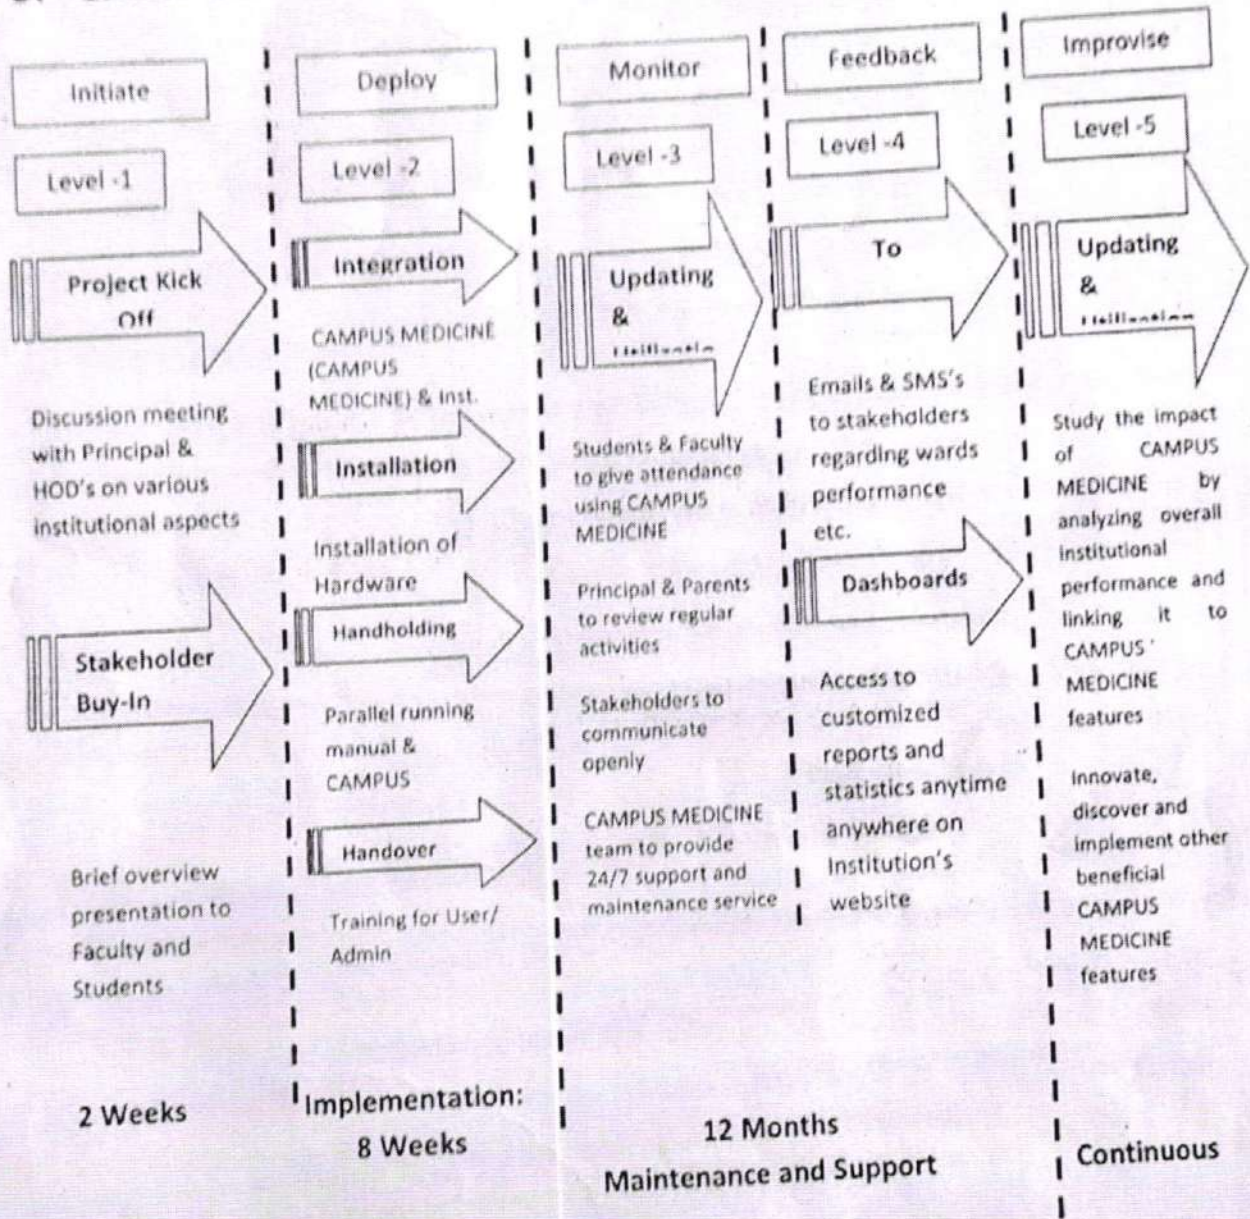 Initiate
Level -1
Project Kick
Off
Discussion meeting
with Principal &
HOD's on various
institutional aspects
Stakeholder
Buy-In
Brief overview
presentation to
Faculty and
Students
2 Weeks
Deploy
Level -2
Integration
CAMPUS MEDICINE
(CAMPUS
MEDICINE) & Inst.
Installation
Installation of
Hardware
Handholding
Parallel running
manual &
CAMPUS
Handover
Training for User/
Admin
Implementation:
8 Weeks
Monitor
Level -3
Updating
&
Students & Faculty
to give attendance
using CAMPUS
MEDICINE
Principal & Parents
to review regular
activities
Stakeholders to
communicate
openly
CAMPUS MEDICINE
team to provide
24/7 support and
maintenance service
Feedback
Level -4
To
Emails & SMS's
to stakeholders
regarding wards
performance
etc.
Dashboards
Access to
customized
reports and
statistics anytime
anywhere on
Institution's
website
12 Months
Maintenance and Support
Improvise
Level -5
Updating
&
Study the impact
of CAMPUS
MEDICINE by
analyzing overall
institutional
performance and
linking it to
CAMPUS
MEDICINE
features
Innovate,
discover and
implement other
beneficial
CAMPUS
MEDICINE
features
Continuous